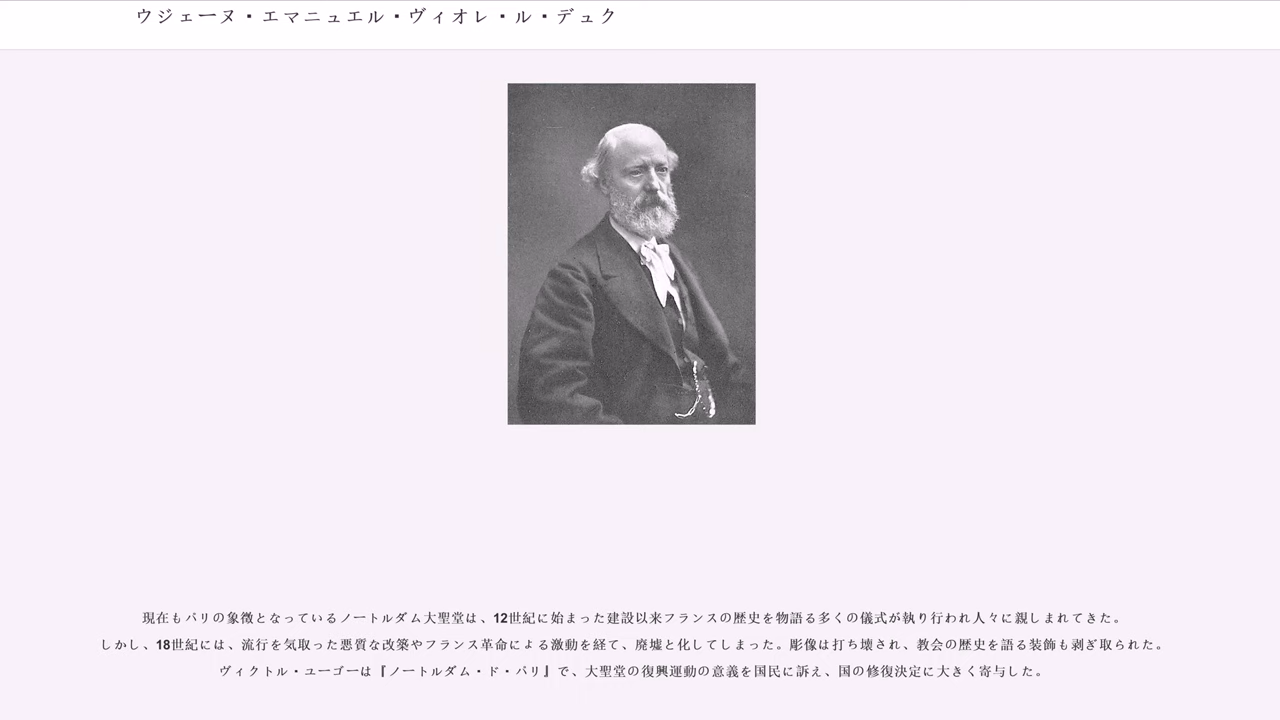 ウジェーヌ・エマニュエル・ヴィオレ・ル・デュク
現在もパリの象徴となっているノートルダム大聖堂は、12世紀に始まった建設以来フランスの歴史を物語る多くの儀式が執り行われ人々に親しまれてきた。
しかし、18世紀には、流行を気取った悪質な改築やフランス革命による激動を経て、廃墟と化してしまった。彫像は打ち壊され、教会の歴史を語る装飾も剥ぎ取られた。
ヴィクトル・ユーゴーは『ノートルダム・ド・パリ』で、大聖堂の復興運動の意義を国民に訴え、国の修復決定に大きく寄与した。